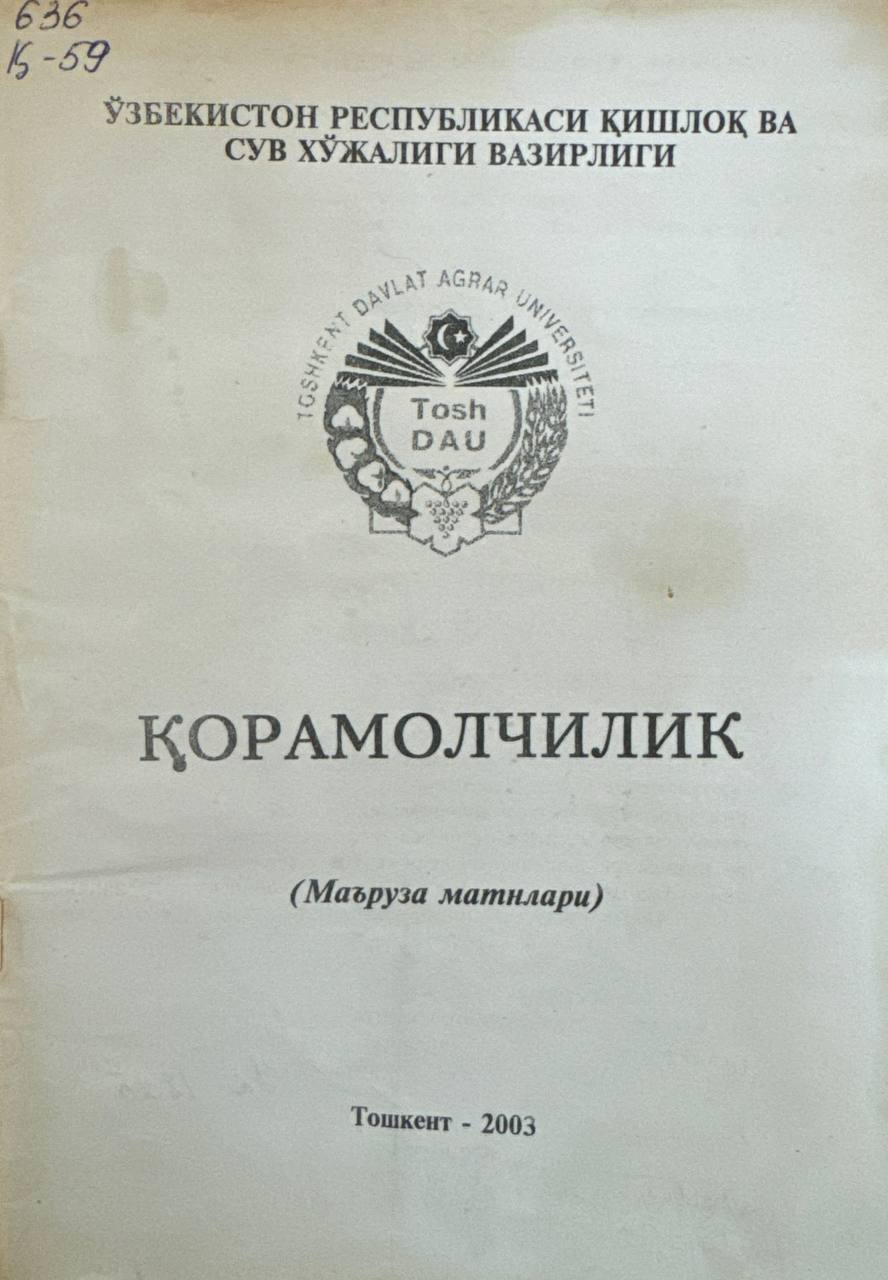 636
Қ-59
ЎЗБЕКИСТОН РЕСПУБЛИКАСИ ҚИШЛОҚ ВА
СУВ ХЎЖАЛИГИ ВАЗИРЛИГИ
TOSHKENT DAVLAT AGRAR UNIVERSITETI
Tosh
DAU
ҚОРАМОЛЧИЛИК
(Маъруза матнлари)
Тошкент - 2003